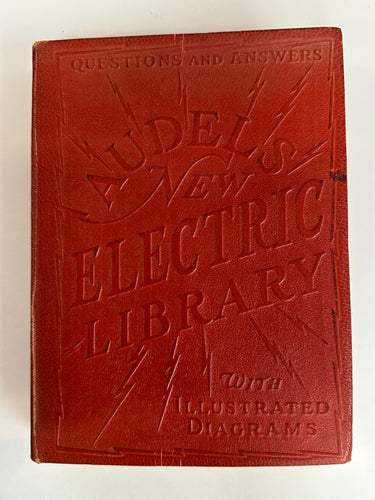 QUESTIONS AND ANSWERS
AUDELS
NEW
ELECTRIC
LIBRARY
WITH
ILLUSTRATED
DIAGRAMS